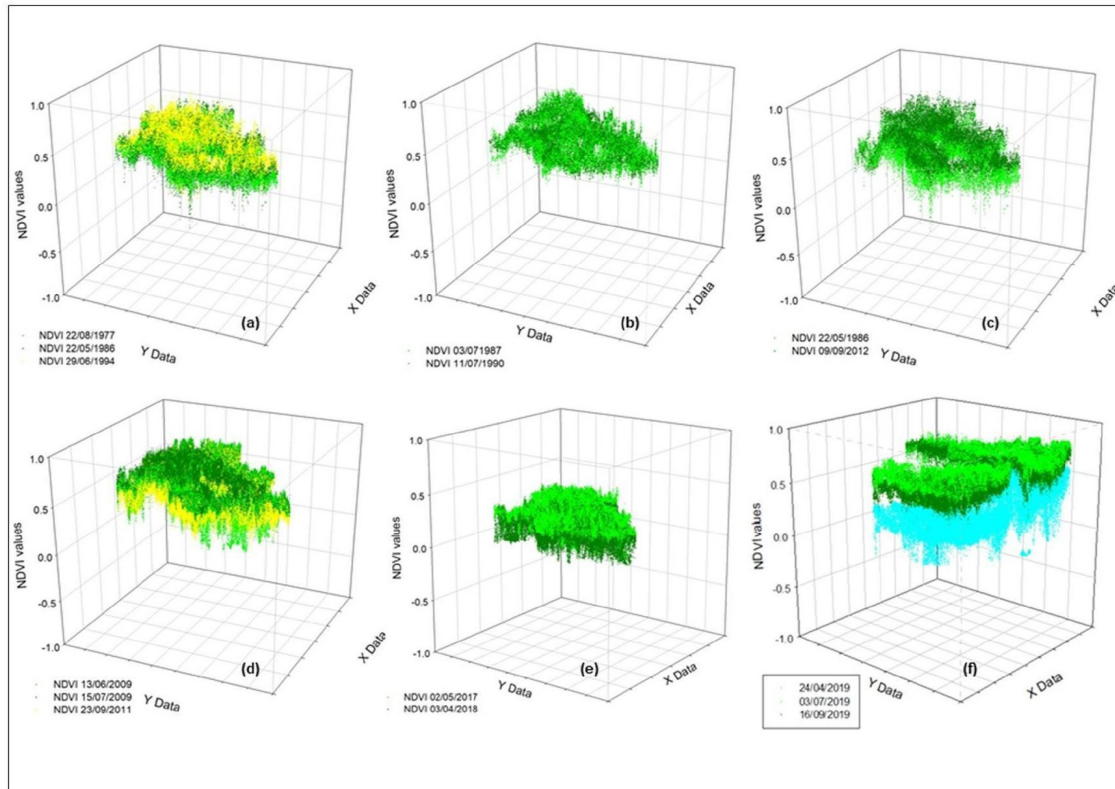 1.0
0.5
0.0
-0.5
-1.0
NDVI values
Y Data
X Data
(a)
NDVI 22/08/1977
NDVI 22/05/1986
NDVI 29/06/1994
1.0
0.5
0.0
-0.5
-1.0
NDVI values
Y Data
X Data
(b)
NDVI 03/071987
NDVI 11/07/1990
1.0
0.5
0.0
-0.5
-1.0
NDVI values
Y Data
X Data
(c)
NDVI 22/05/1986
NDVI 09/09/2012
1.0
0.5
0.0
-0.5
-1.0
NDVI values
Y Data
X Data
(d)
NDVI 13/06/2009
NDVI 15/07/2009
NDVI 23/09/2011
1.0
0.5
0.0
-0.5
-1.0
NDVI values
Y Data
X Data
(e)
NDVI 02/05/2017
NDVI 03/04/2018
1.0
0.5
0.0
-0.5
-1.0
NDVI values
Y Data
X Data
(f)
24/04/2019
03/07/2019
16/09/2019